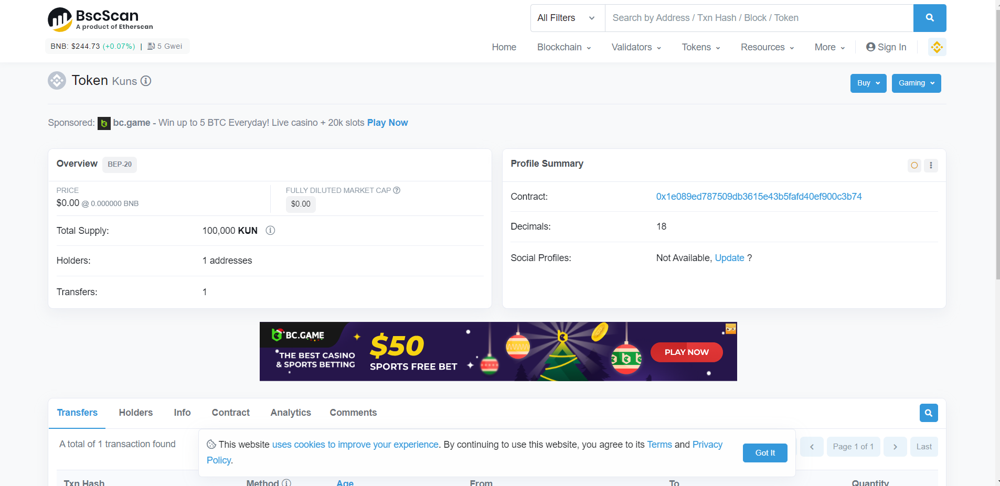 BscScan
A product of Etherscan
All Filters
Search by Address / Txn Hash / Block / Token
BNB: $244.73 (+0.07%) | 5 Gwei
Home Blockchain Validators Tokens Resources More Sign In
Token Kuns
Buy Gaming
Sponsored: bc.game - Win up to 5 BTC Everyday! Live casino + 20k slots Play Now
Overview BEP-20
PRICE
$0.00 @ 0.000000 BNB
FULLY DILUTED MARKET CAP
$0.00
Total Supply: 100,000 KUN
Holders: 1 addresses
Transfers: 1
Profile Summary
Contract: 0x1e089ed787509db3615e43b5fafd40ef900c3b74
Decimals: 18
Social Profiles: Not Available, Update ?
BC.GAME
THE BEST CASINO
& SPORTS BETTING
$50
SPORTS FREE BET
PLAY NOW
Transfers Holders Info Contract Analytics Comments
A total of 1 transaction found
Page 1 of 1 Last
This website uses cookies to improve your experience. By continuing to use this website, you agree to its Terms and Privacy
Policy.
Got It
Txn Hash Method Age From To Quantity